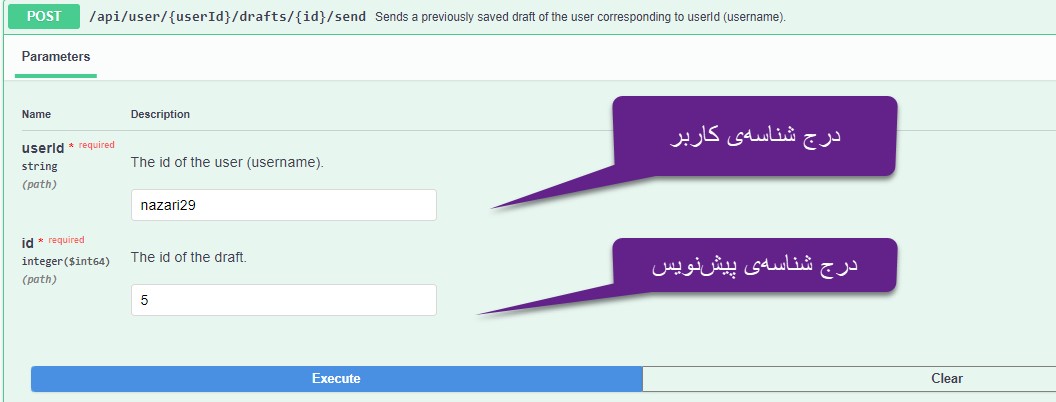 POST /api/user/{userId}/drafts/{id}/send Sends a previously saved draft of the user corresponding to userId (username).
Parameters
Name Description
userId * required
string
(path)
The id of the user (username).
nazari29
درج شناسه‌ی کاربر
id * required
integer($int64)
(path)
The id of the draft.
5
درج شناسه‌ی پیش‌نویس
Execute Clear